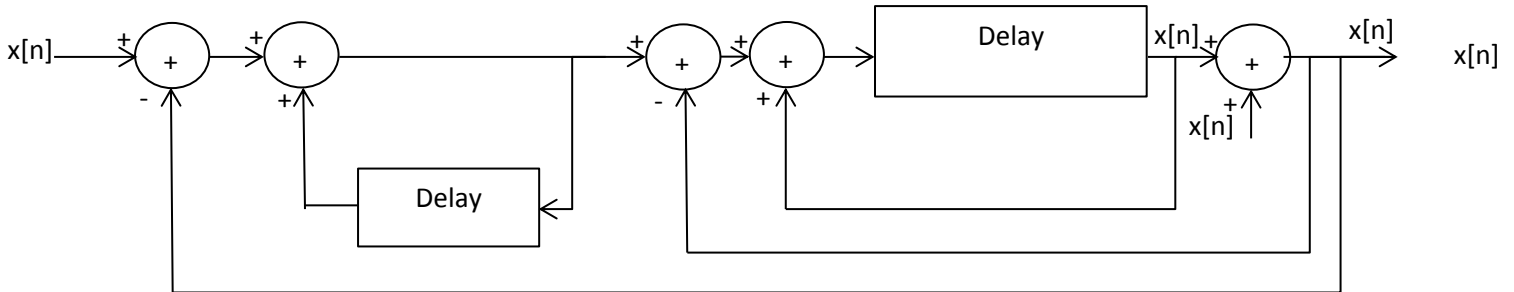 Delay
x[n] x[n]
x[n] + + + + + x[n]
+ + + + +
- + - + +
x[n]
Delay